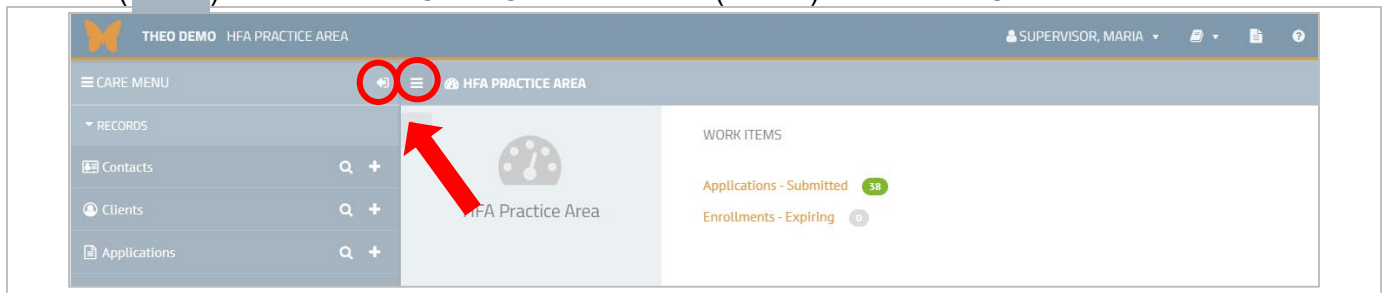 THEO DEMO HFA PRACTICE AREA
SUPERVISOR, MARIA
CARE MENU
HFA PRACTICE AREA
RECORDS
Contacts
Clients
Applications
HFA Practice Area
WORK ITEMS
Applications - Submitted 38
Enrollments - Expiring 0